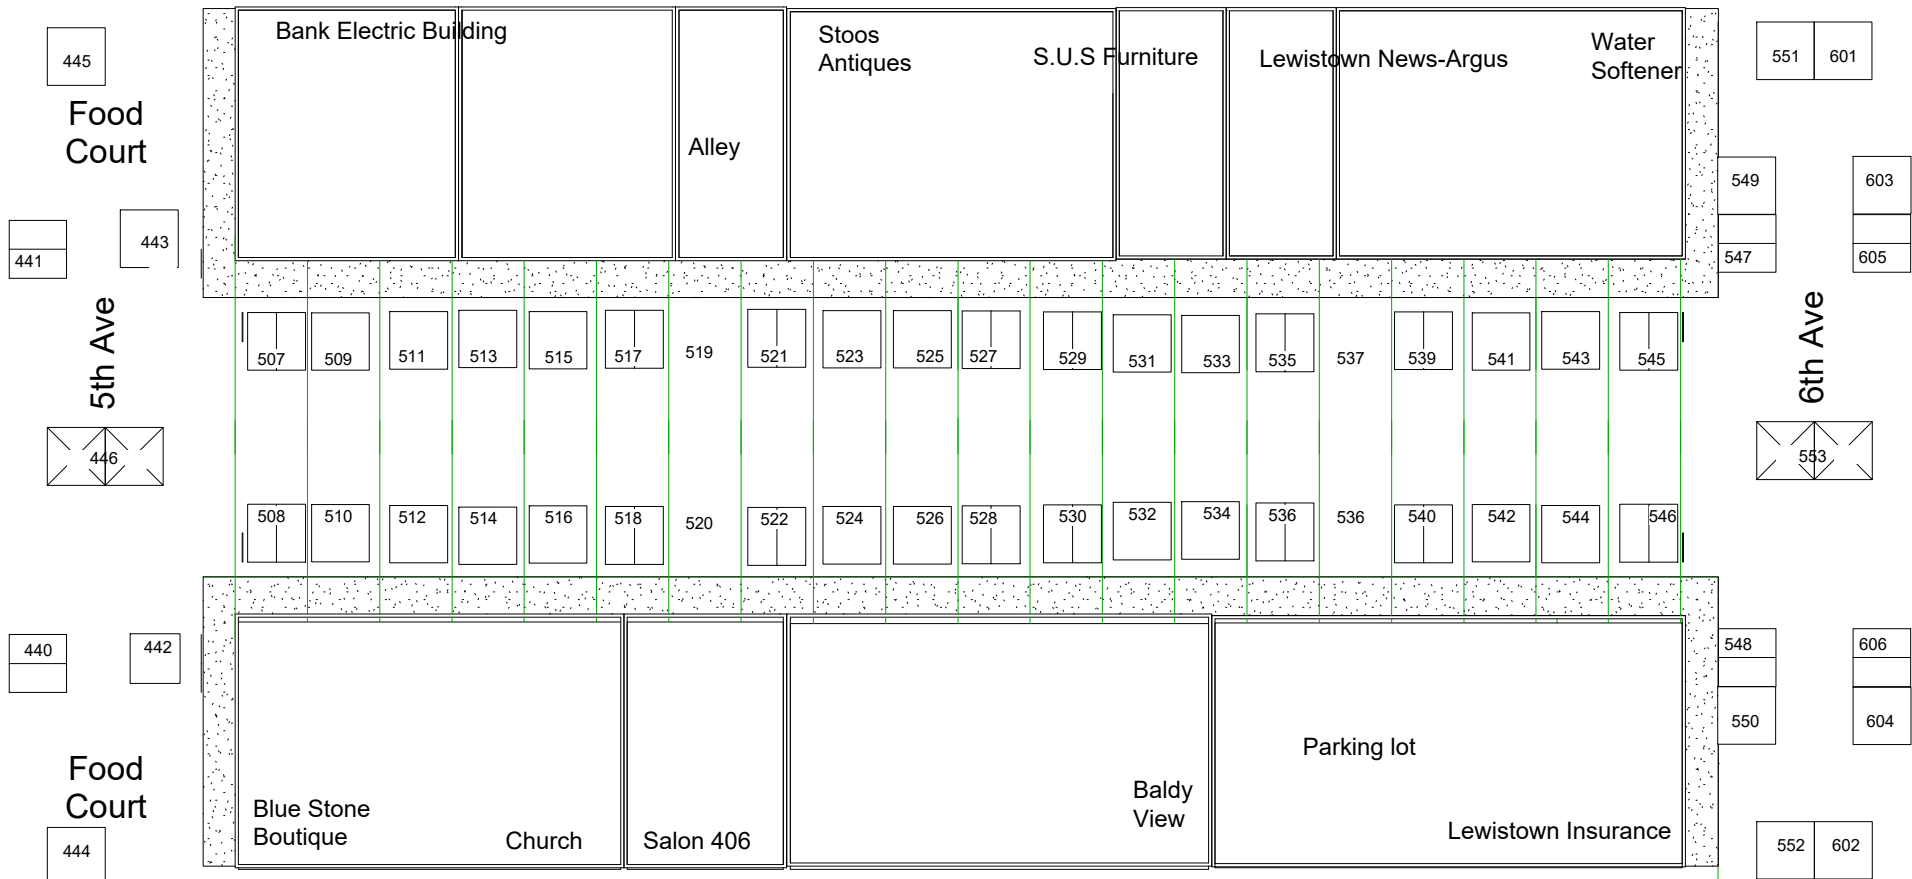 Bank Electric Building
Stoos
Antiques
S.U.S Furniture
Lewistown News-Argus
Water
Softener
445
551
601
Food
Court
Alley
549
603
443
441
547
605
5th Ave
6th Ave
507
509
511
513
515
517
519
521
523
525
527
529
531
533
535
537
539
541
543
545
446
553
508
510
512
514
516
518
520
522
524
526
528
530
532
534
536
536
540
542
544
546
440
442
548
606
550
604
Parking lot
Food
Court
Blue Stone
Boutique
Church
Salon 406
Baldy
View
Lewistown Insurance
444
552
602